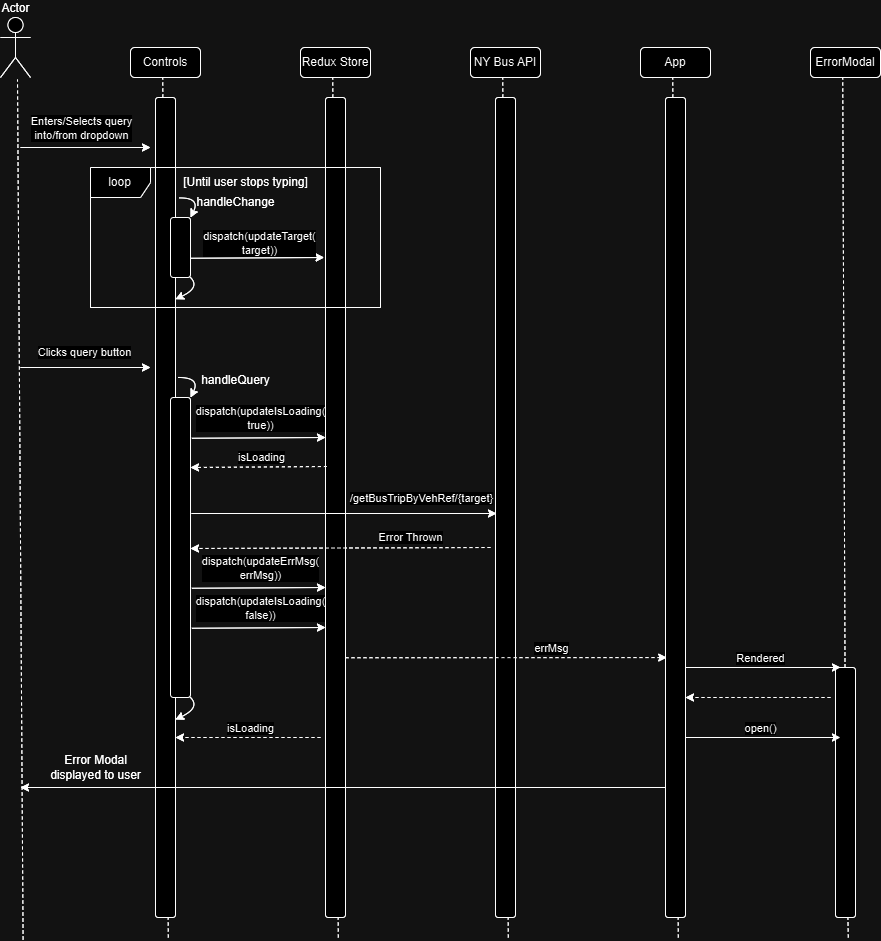 Actor
Controls
Redux Store
NY Bus API
App
ErrorModal
Enters/Selects query
into/from dropdown
loop
[Until user stops typing]
handleChange
dispatch(updateTarget(
target))
Clicks query button
handleQuery
dispatch(updateIsLoading(
true))
isLoading
/getBusTripByVehRef/{target}
Error Thrown
dispatch(updateErrMsg(
errMsg))
dispatch(updateIsLoading(
false))
errMsg
Rendered
isLoading
open()
Error Modal
displayed to user